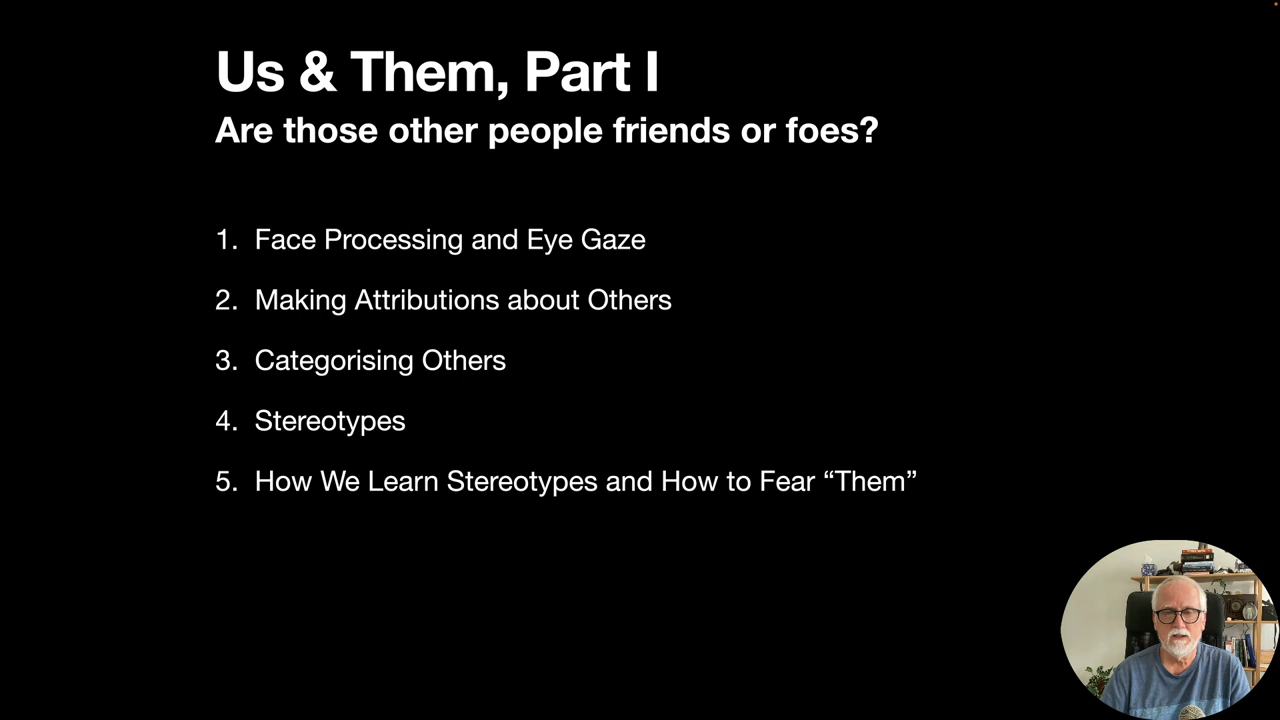 Us & Them, Part I
Are those other people friends or foes?
1. Face Processing and Eye Gaze
2. Making Attributions about Others
3. Categorising Others
4. Stereotypes
5. How We Learn Stereotypes and How to Fear “Them”